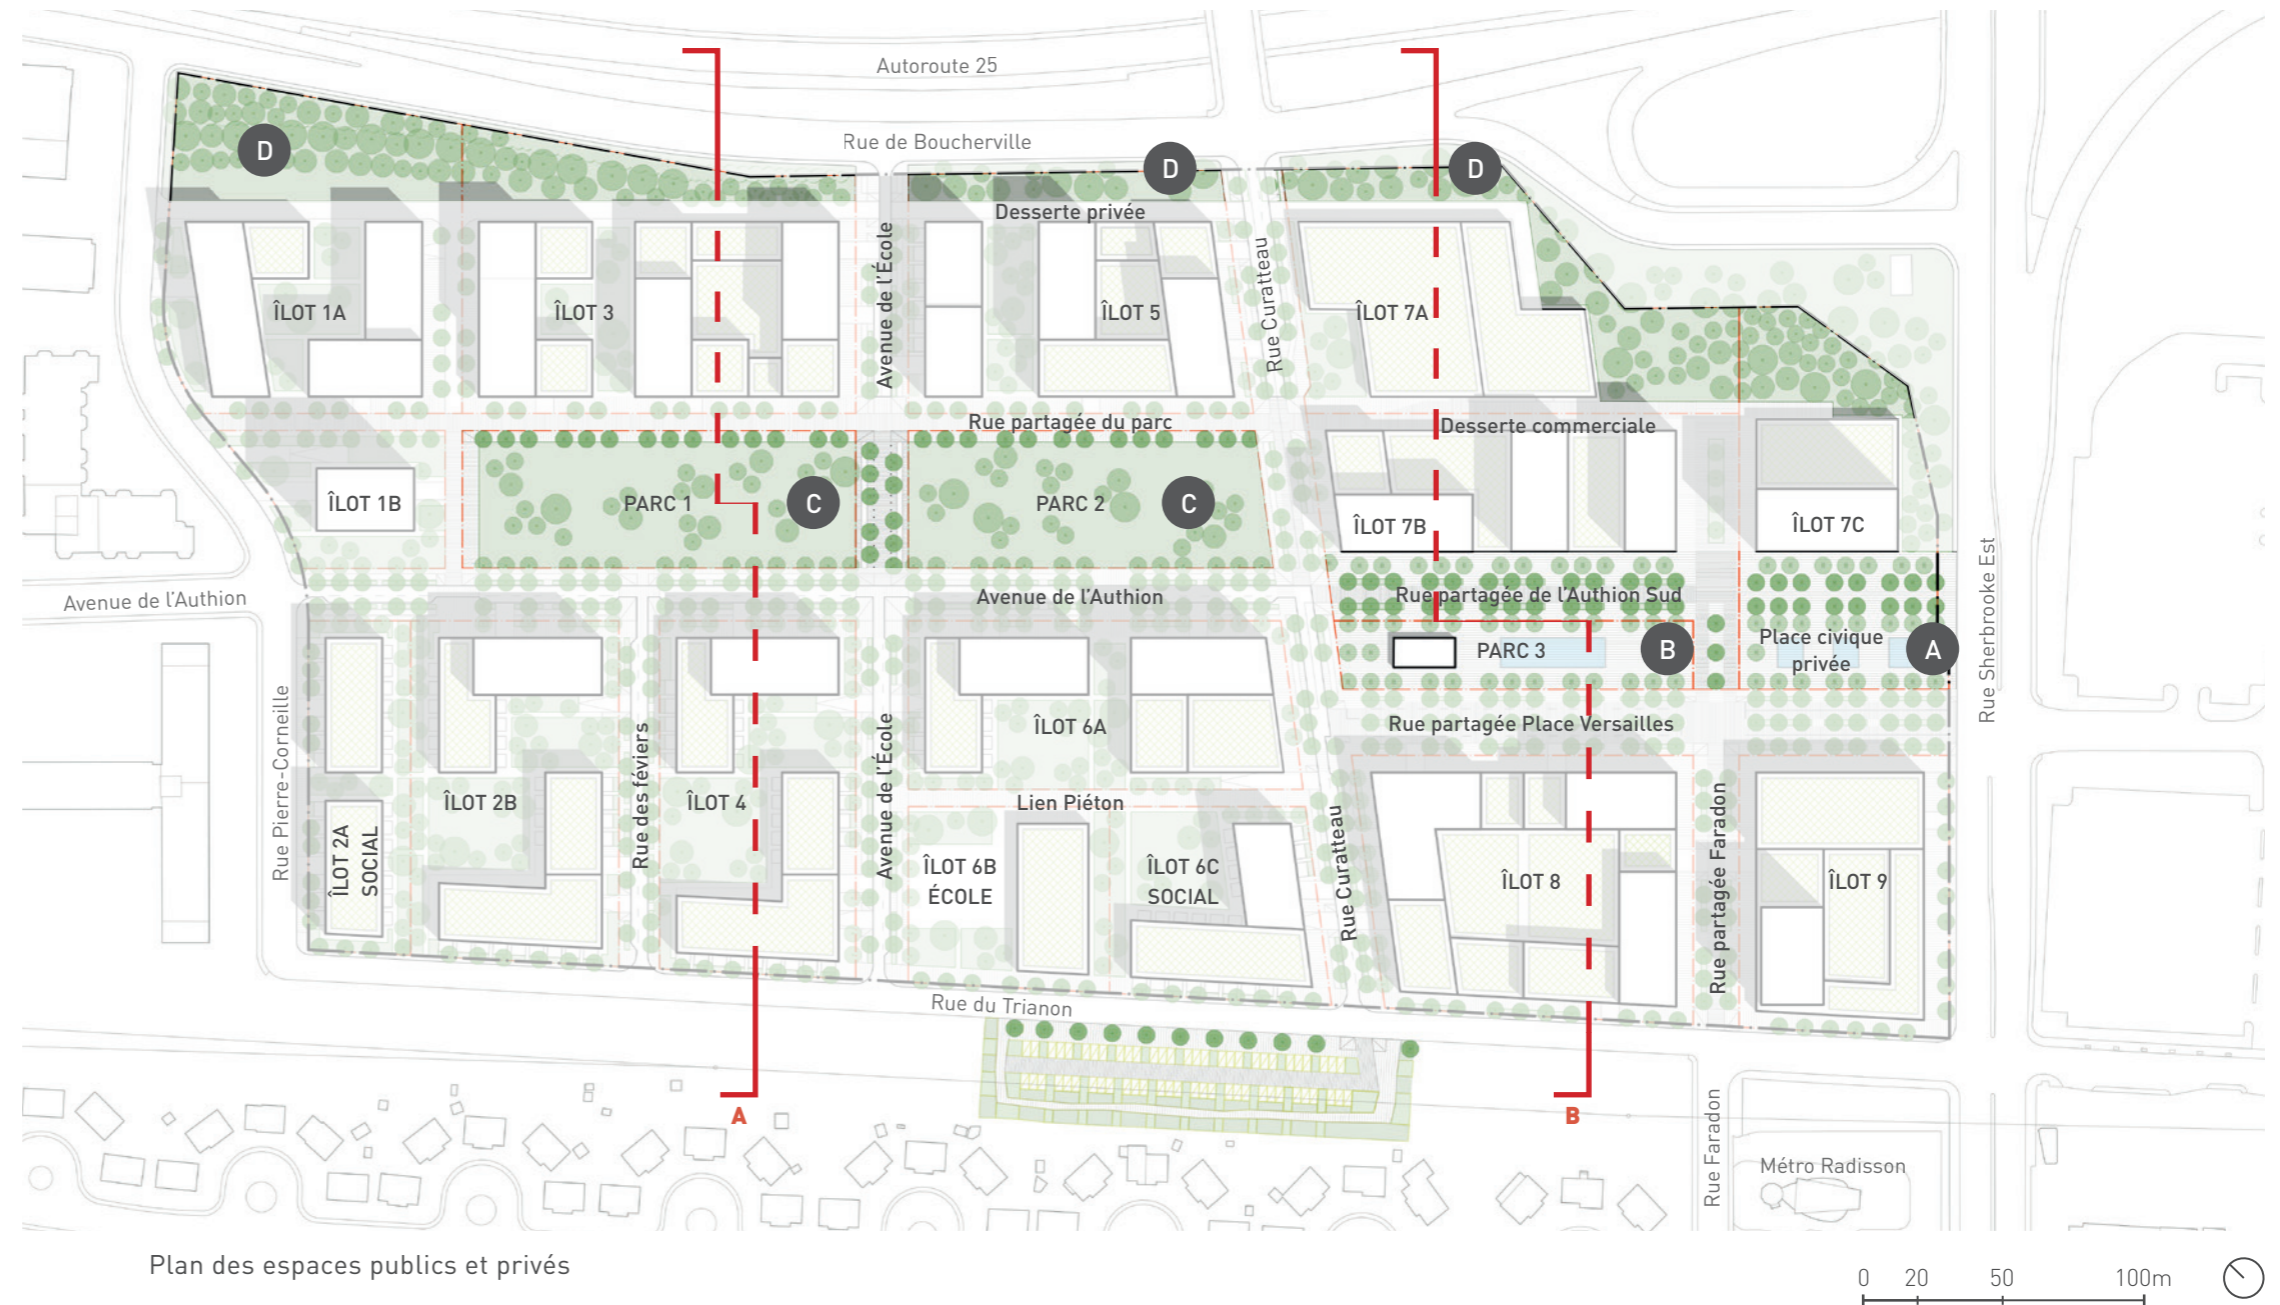 Autoroute 25
Rue de Boucherville
D
D
D
Desserte privée
Avenue de l'École
Rue Curatteau
ÎLOT 1A
ÎLOT 3
ÎLOT 5
ÎLOT 7A
Rue partagée du parc
Desserte commerciale
ÎLOT 1B
PARC 1
C
PARC 2
C
ÎLOT 7B
ÎLOT 7C
Avenue de l'Authion
Avenue de l'Authion
Rue partagée de l'Authion Sud
Rue Sherbrooke Est
PARC 3
B
Place civique
privée
A
Rue partagée Place Versailles
Rue Pierre-Corneille
ÎLOT 2A
SOCIAL
ÎLOT 2B
Rue des féviers
ÎLOT 4
Avenue de l'École
ÎLOT 6A
Lien Piéton
ÎLOT 6B
ÉCOLE
ÎLOT 6C
SOCIAL
Rue Curatteau
ÎLOT 8
Rue partagée Faradon
ÎLOT 9
Rue du Trianon
A
B
Rue Faradon
Métro Radisson
Plan des espaces publics et privés
0 20 50 100m